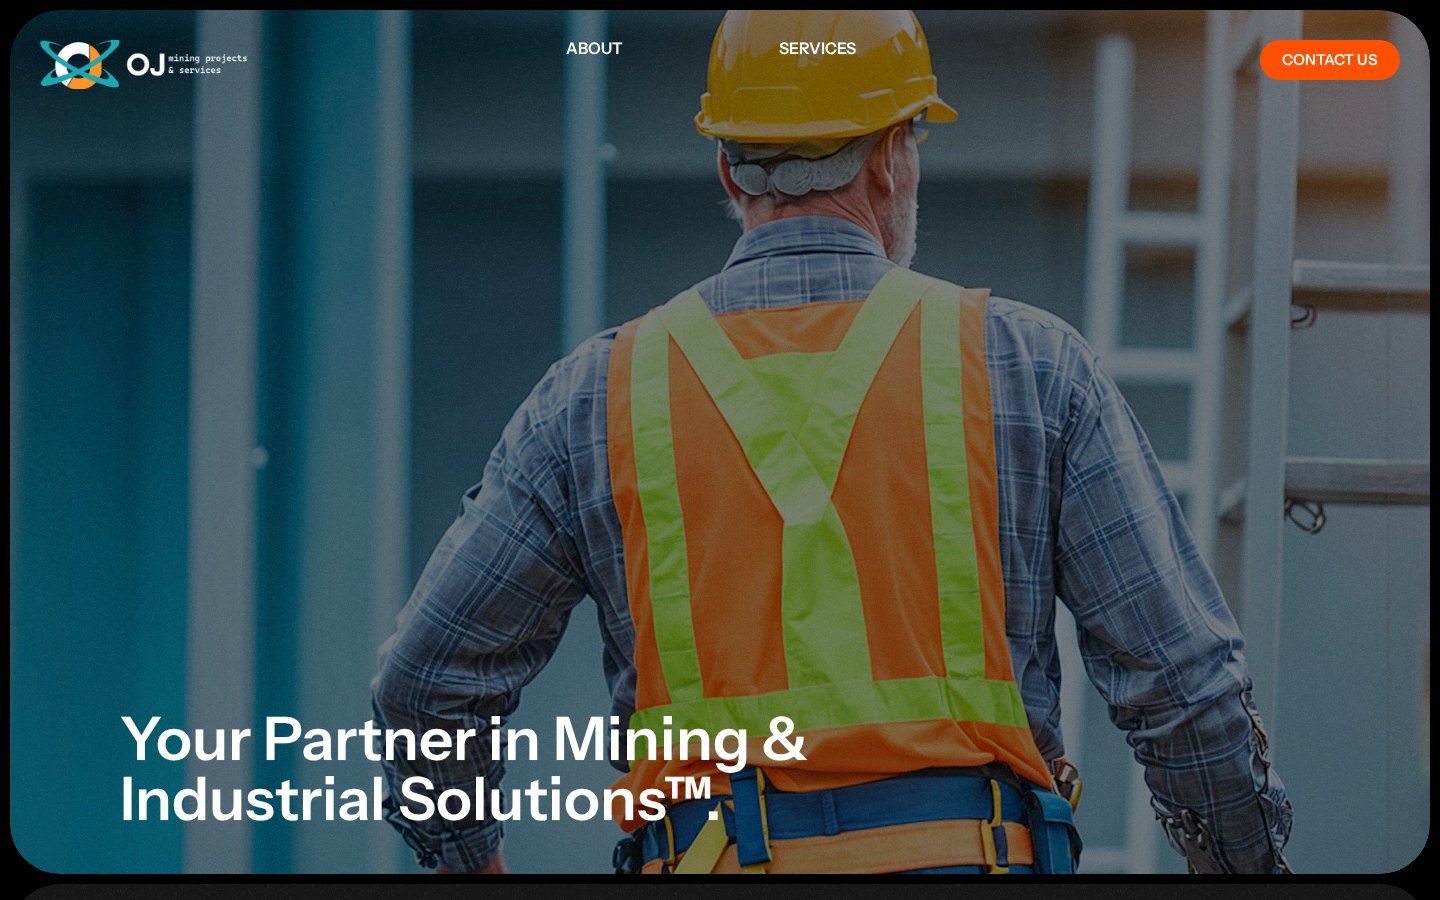 OJ mining projects
& services
ABOUT
SERVICES
CONTACT US
Your Partner in Mining &
Industrial Solutions™.